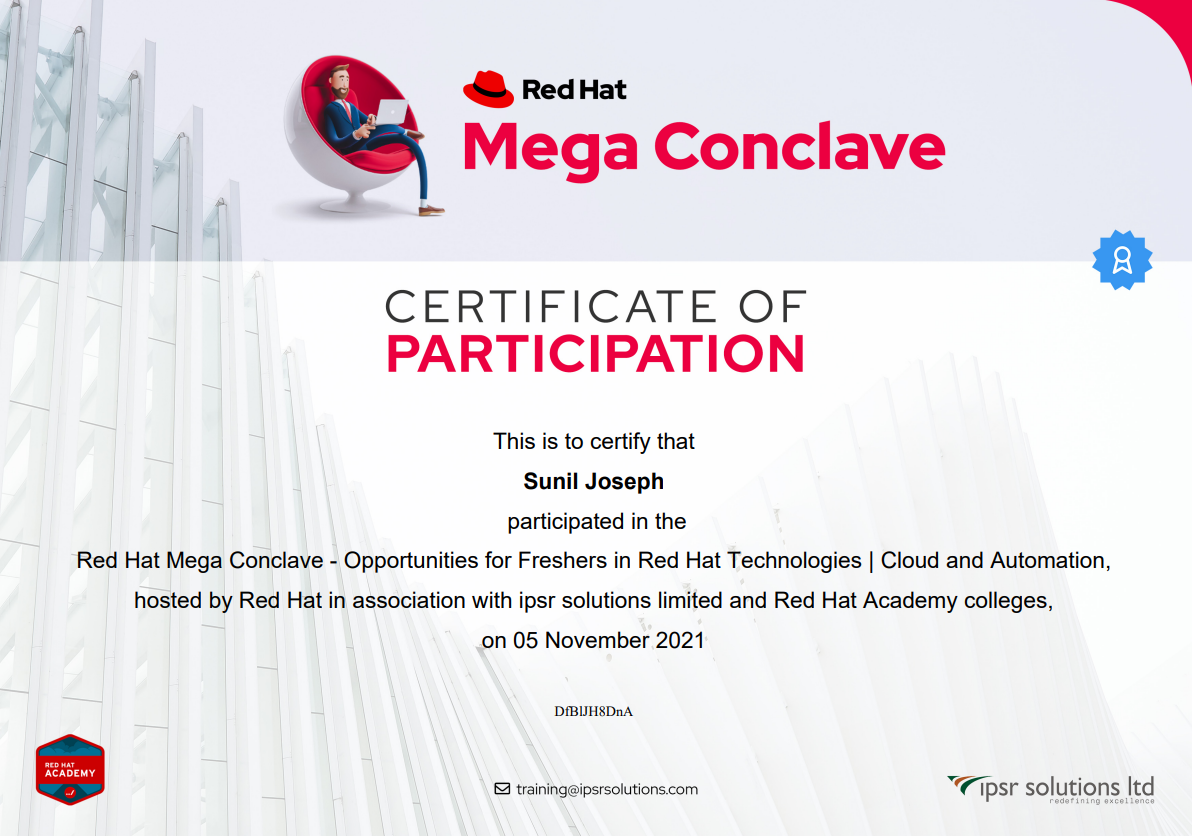 Red Hat
Mega Conclave
CERTIFICATE OF
PARTICIPATION
This is to certify that
Sunil Joseph
participated in the
Red Hat Mega Conclave - Opportunities for Freshers in Red Hat Technologies | Cloud and Automation,
hosted by Red Hat in association with ipsr solutions limited and Red Hat Academy colleges,
on 05 November 2021
DfBlJH8DnA
RED HAT
ACADEMY
training@ipsrsolutions.com
ipsr solutions ltd
redefining excellence